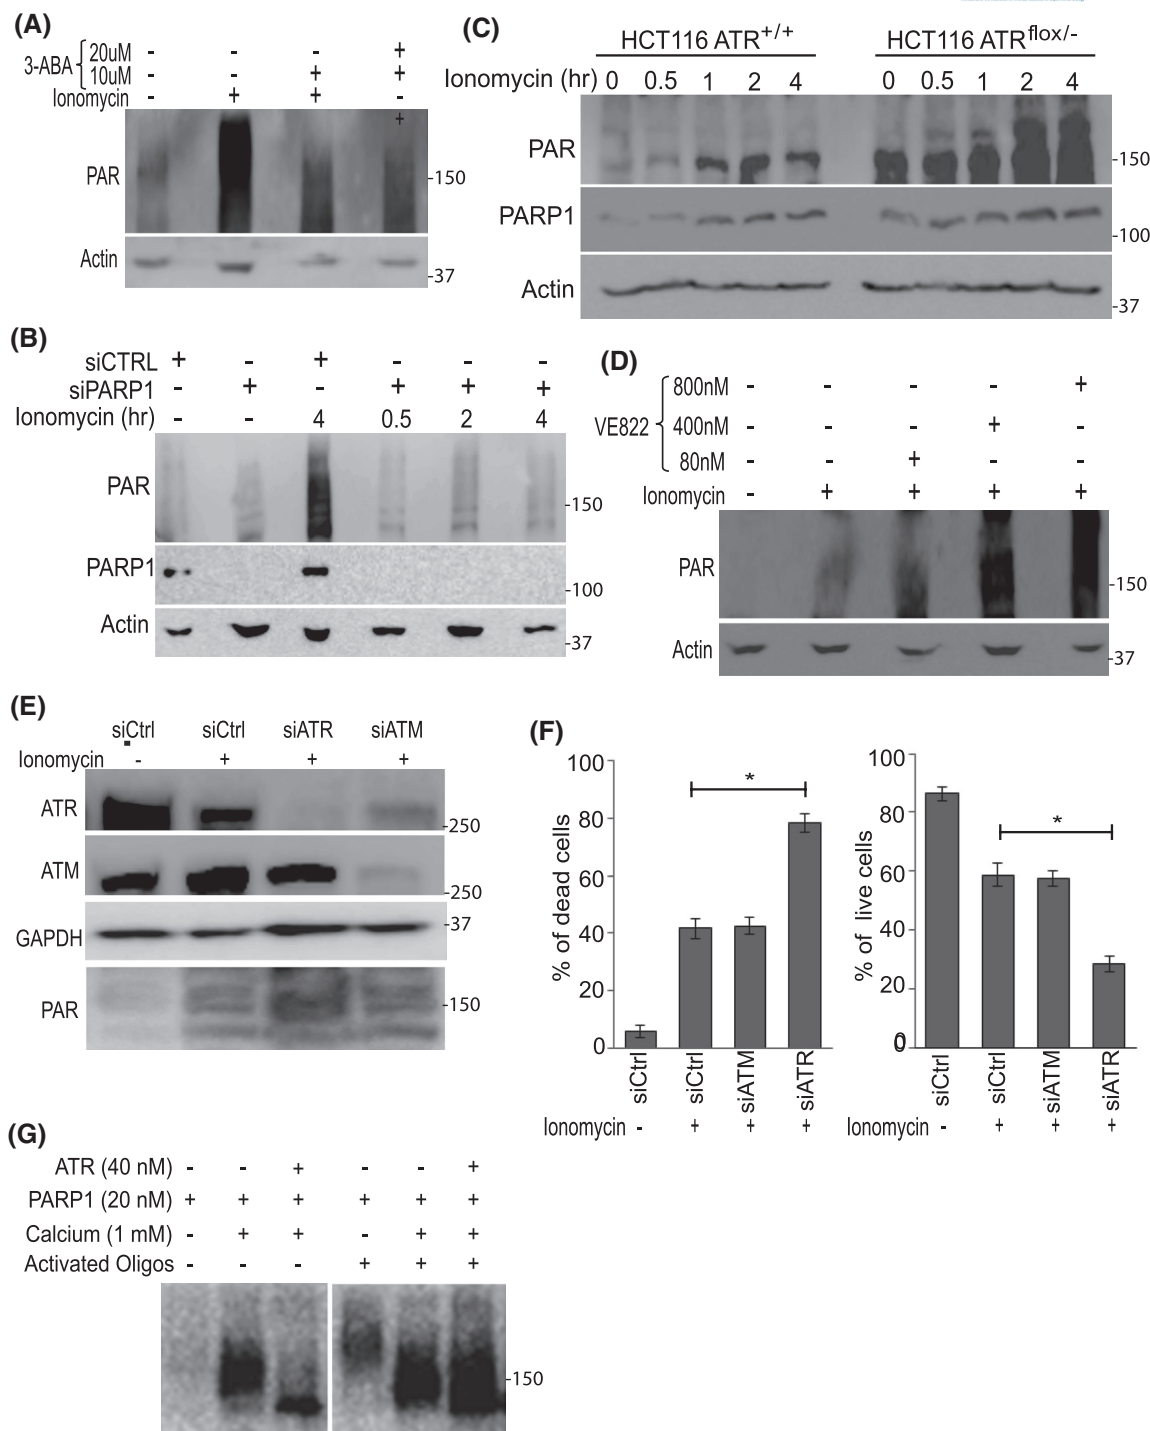 (A)
3-ABA
20uM - - - +
10uM - - + +
Ionomycin - + + -
+
PAR
-150
Actin
-37
(B)
siCTRL + - + - - -
siPARP1 - + - + + +
Ionomycin (hr) - - 4 0.5 2 4
PAR
-150
PARP1
-100
Actin
-37
(C)
HCT116 ATR+/+ HCT116 ATRflox/-
Ionomycin (hr) 0 0.5 1 2 4 0 0.5 1 2 4
PAR
-150
PARP1
-100
Actin
-37
(D)
VE822
800nM - - - - +
400nM - - - + -
80nM - - + - -
Ionomycin - + + + +
PAR
-150
Actin
-37
(E)
siCtrl siCtrl siATR siATM
Ionomycin - + + +
ATR
-250
ATM
-250
GAPDH
-37
PAR
-150
(F)
% of dead cells
100
80
60
40
20
0
*
siCtrl siCtrl siATM siATR
Ionomycin - + + +
% of live cells
100
80
60
40
20
0
0
*
siCtrl siCtrl siATM siATR
Ionomycin - + + +
(G)
ATR (40 nM) - - + - - +
PARP1 (20 nM) + + + + + +
Calcium (1 mM) - + + - + +
Activated Oligos - - - + + +
-150